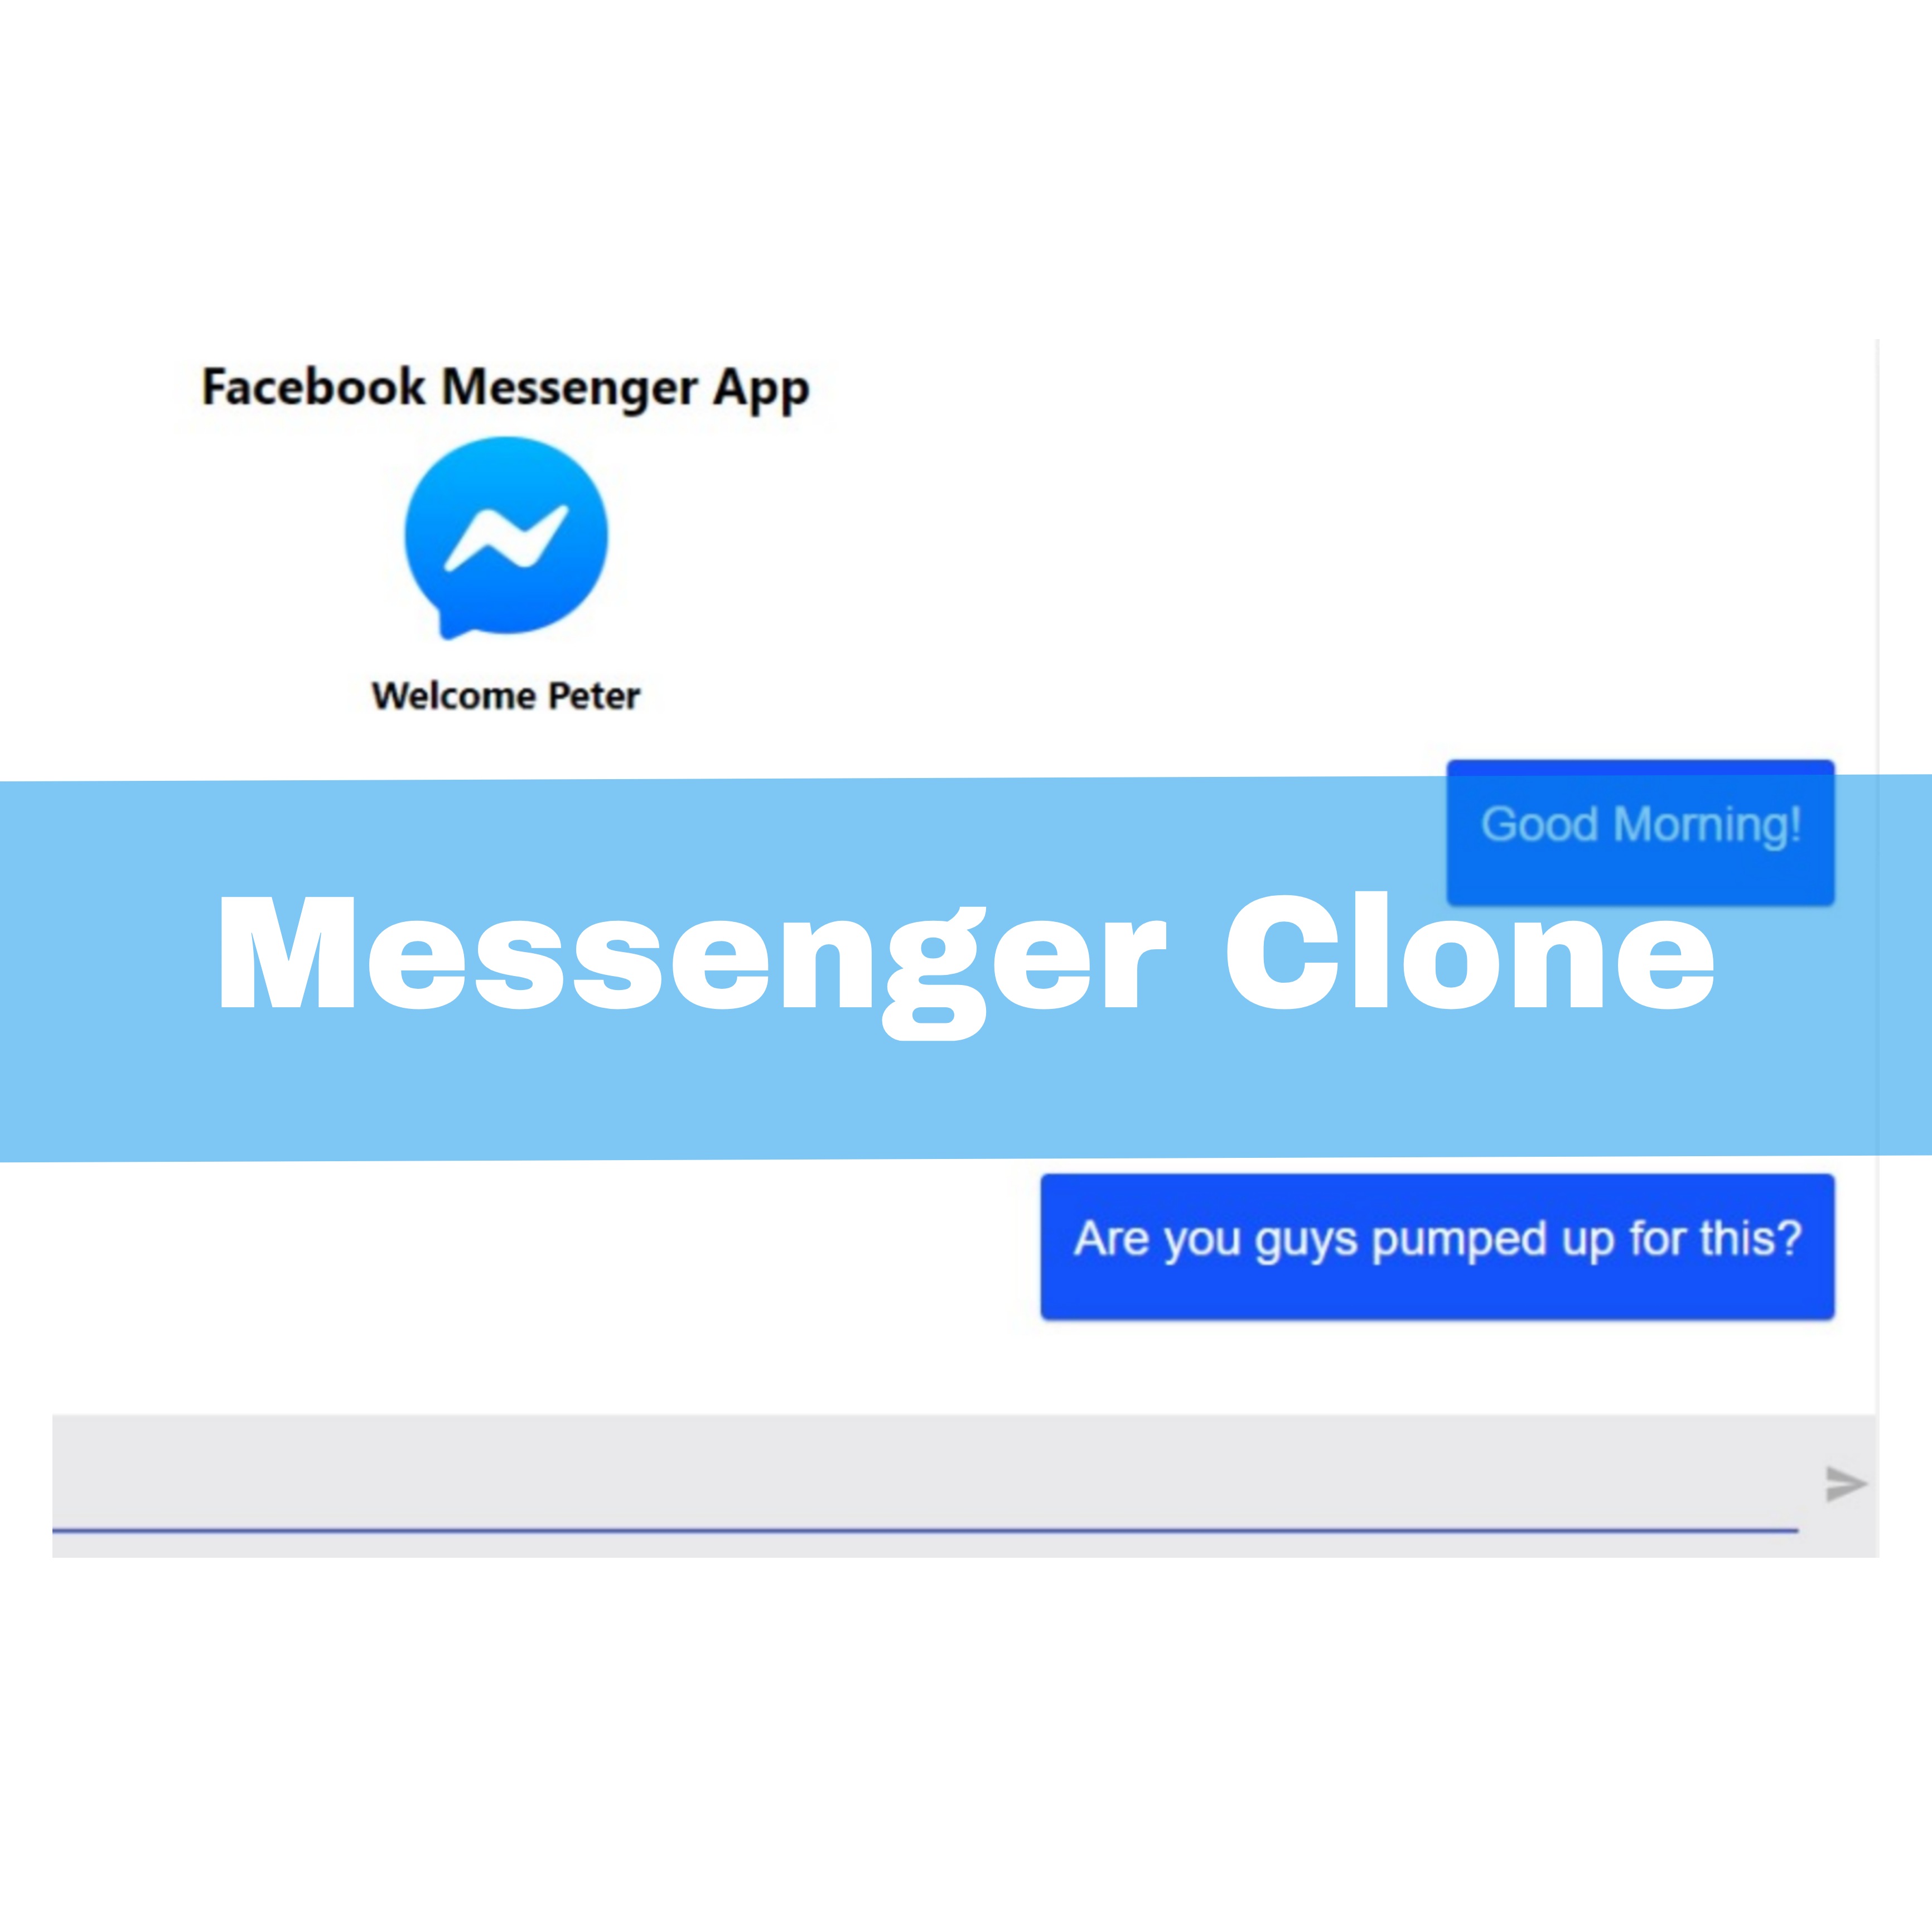 Facebook Messenger App
Welcome Peter
Good Morning!
Messenger Clone
Are you guys pumped up for this?